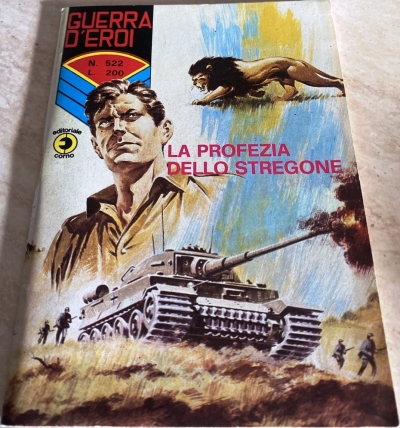 GUERRA
D'EROI
N. 522
L. 200
editoriale
corno
LA PROFEZIA
DELLO STREGONE